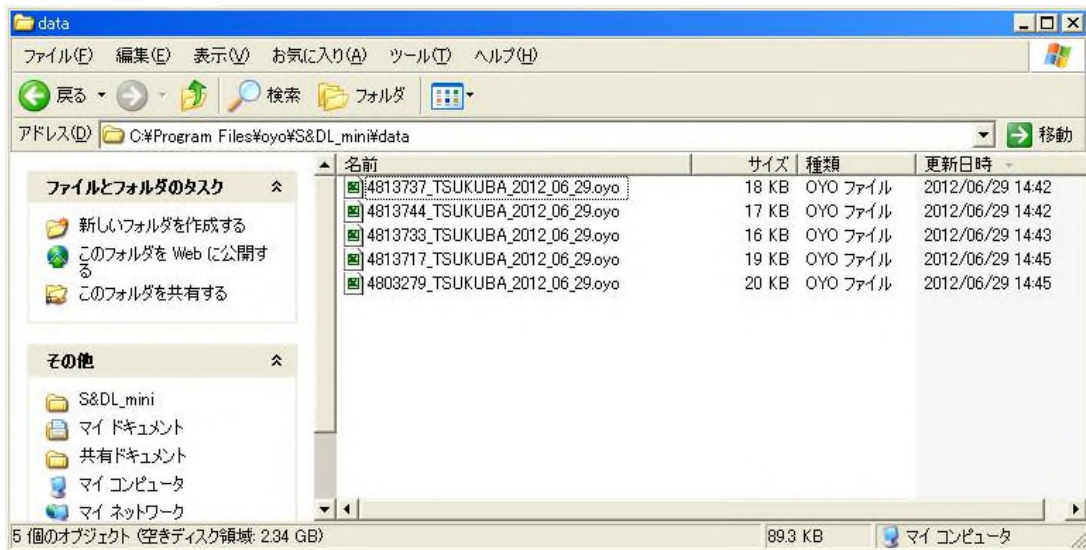 data
ファイル(F) 編集(E) 表示(V) お気に入り(A) ツール(T) ヘルプ(H)
戻る 検索 フォルダ
アドレス(D) C:¥Program Files¥oyo¥S&DL_mini¥data 移動
ファイルとフォルダのタスク
新しいフォルダを作成する
このフォルダを Web に公開す
る
このフォルダを共有する
その他
S&DL_mini
マイ ドキュメント
共有ドキュメント
マイ コンピュータ
マイ ネットワーク
名前 サイズ 種類 更新日時
4813737_TSUKUBA_2012_06_29.oyo 18 KB OYO ファイル 2012/06/29 14:42
4813744_TSUKUBA_2012_06_29.oyo 17 KB OYO ファイル 2012/06/29 14:42
4813733_TSUKUBA_2012_06_29.oyo 16 KB OYO ファイル 2012/06/29 14:43
4813717_TSUKUBA_2012_06_29.oyo 19 KB OYO ファイル 2012/06/29 14:45
4803279_TSUKUBA_2012_06_29.oyo 20 KB OYO ファイル 2012/06/29 14:45
5 個のオブジェクト (空きディスク領域: 2.34 GB) 89.3 KB マイ コンピュータ